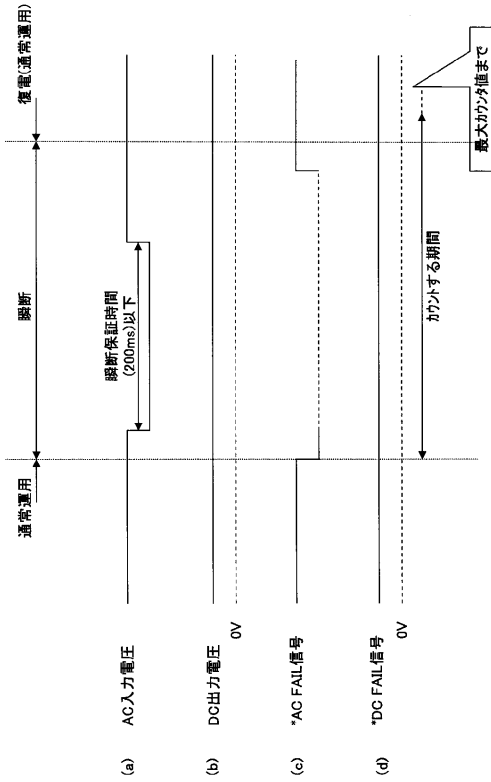 通常運用
瞬断
復電(通常運用)
(a) AC入力電圧
瞬断保証時間
(200ms)以下
(b) DC出力電圧
0V
(c) *AC FAIL信号
(d) *DC FAIL信号
0V
カウントする期間
最大カウンタ値まで